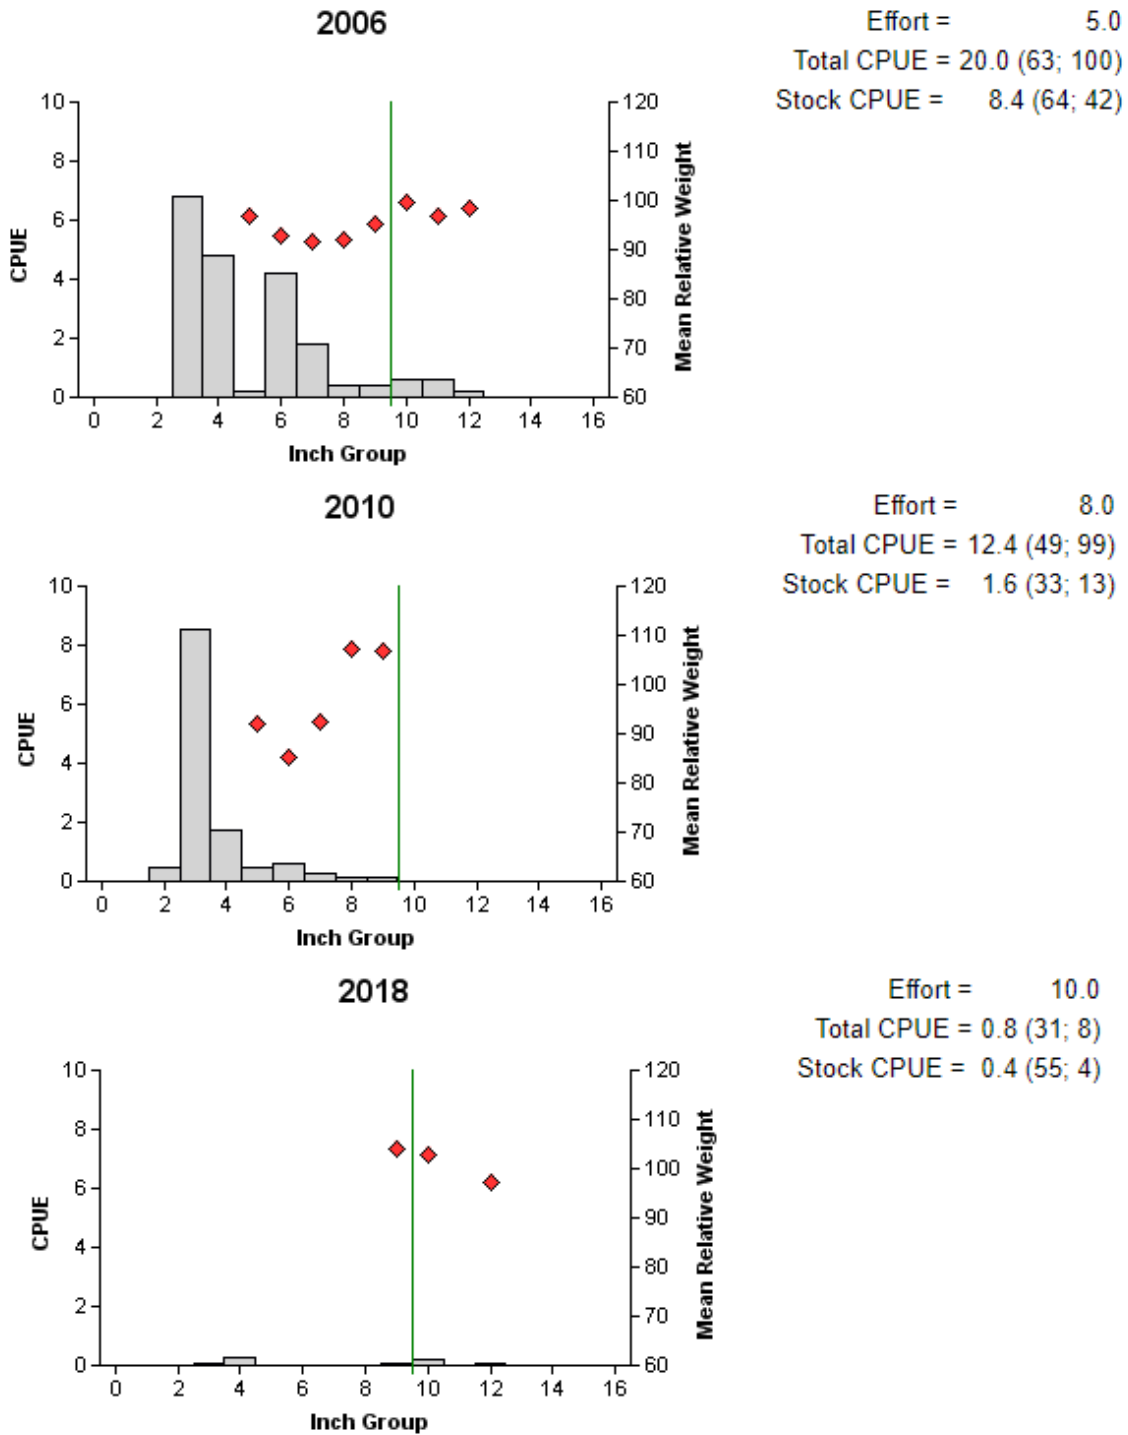 2006
Effort = 5.0
Total CPUE = 20.0 (63; 100)
Stock CPUE = 8.4 (64; 42)
10
8
6
4
2
0
CPUE
120
110
100
90
80
70
60
Mean Relative Weight
0 2 4 6 8 10 12 14 16
Inch Group
2010
Effort = 8.0
Total CPUE = 12.4 (49; 99)
Stock CPUE = 1.6 (33; 13)
10
8
6
4
2
0
CPUE
120
110
100
90
80
70
60
Mean Relative Weight
0 2 4 6 8 10 12 14 16
Inch Group
2018
Effort = 10.0
Total CPUE = 0.8 (31; 8)
Stock CPUE = 0.4 (55; 4)
10
8
6
4
2
0
CPUE
120
110
100
90
80
70
60
Mean Relative Weight
0 2 4 6 8 10 12 14 16
Inch Group